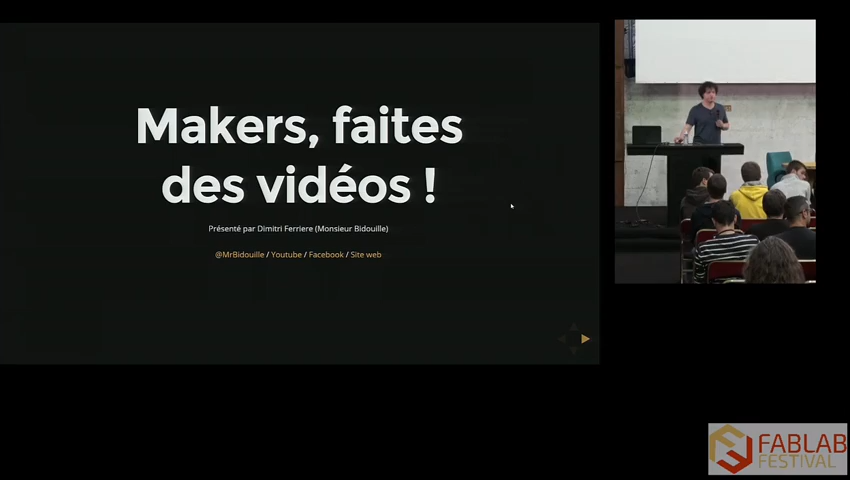 Makers, faites
des vidéos !
Présenté par Dimitri Ferriere (Monsieur Bidouille)
@MrBidouille / Youtube / Facebook / Site web
FABLAB
FESTIVAL